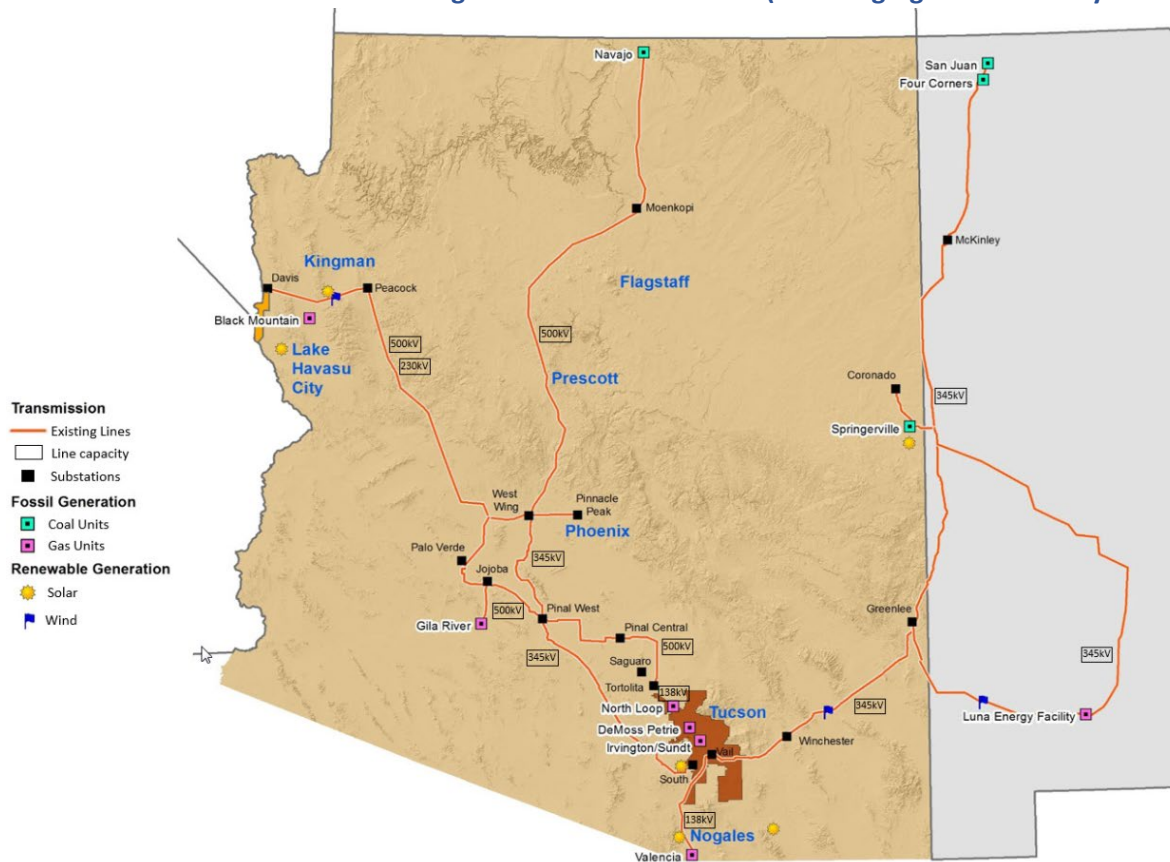 Navajo
San Juan
Four Corners
Moenkopi
McKinley
Kingman
Davis
Peacock
Flagstaff
Black Mountain
500kV
500kV
Lake
Havasu
City
230kV
Prescott
Coronado
345kV
Transmission
Existing Lines
Line capacity
Substations
Fossil Generation
Coal Units
Gas Units
Renewable Generation
Solar
Wind
Springerville
West
Wing
Pinnacle
Peak
Phoenix
Palo Verde
345kV
Jojoba
500kV
Pinal West
Gila River
Greenlee
Pinal Central
345kV
500kV
345kV
Saguaro
Tortolita
138kV
North Loop
Tucson
345kV
Luna Energy Facility
DeMoss Petrie
Irvington/Sundt
Winchester
Vail
South
138kV
Nogales
Valencia